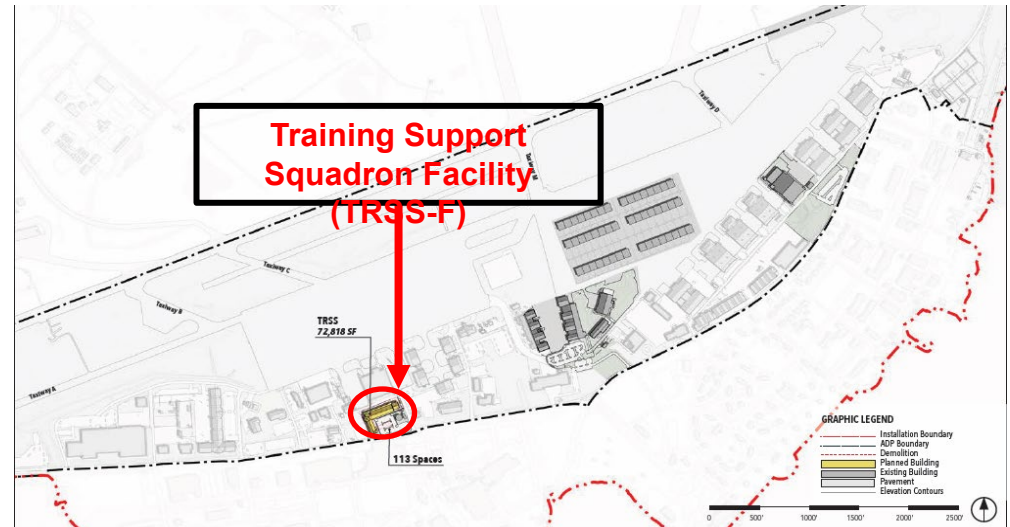 Training Support
Squadron Facility
(TRSS-F)
Taxiway D
Taxiway M
Taxiway C
Taxiway B
Taxiway A
TRSS
72,818 SF
113 Spaces
GRAPHIC LEGEND
Installation Boundary
ADP Boundary
Demolition
Planned Building
Existing Building
Pavement
Elevation Contours
0 500' 1000' 1500' 2000' 2500'